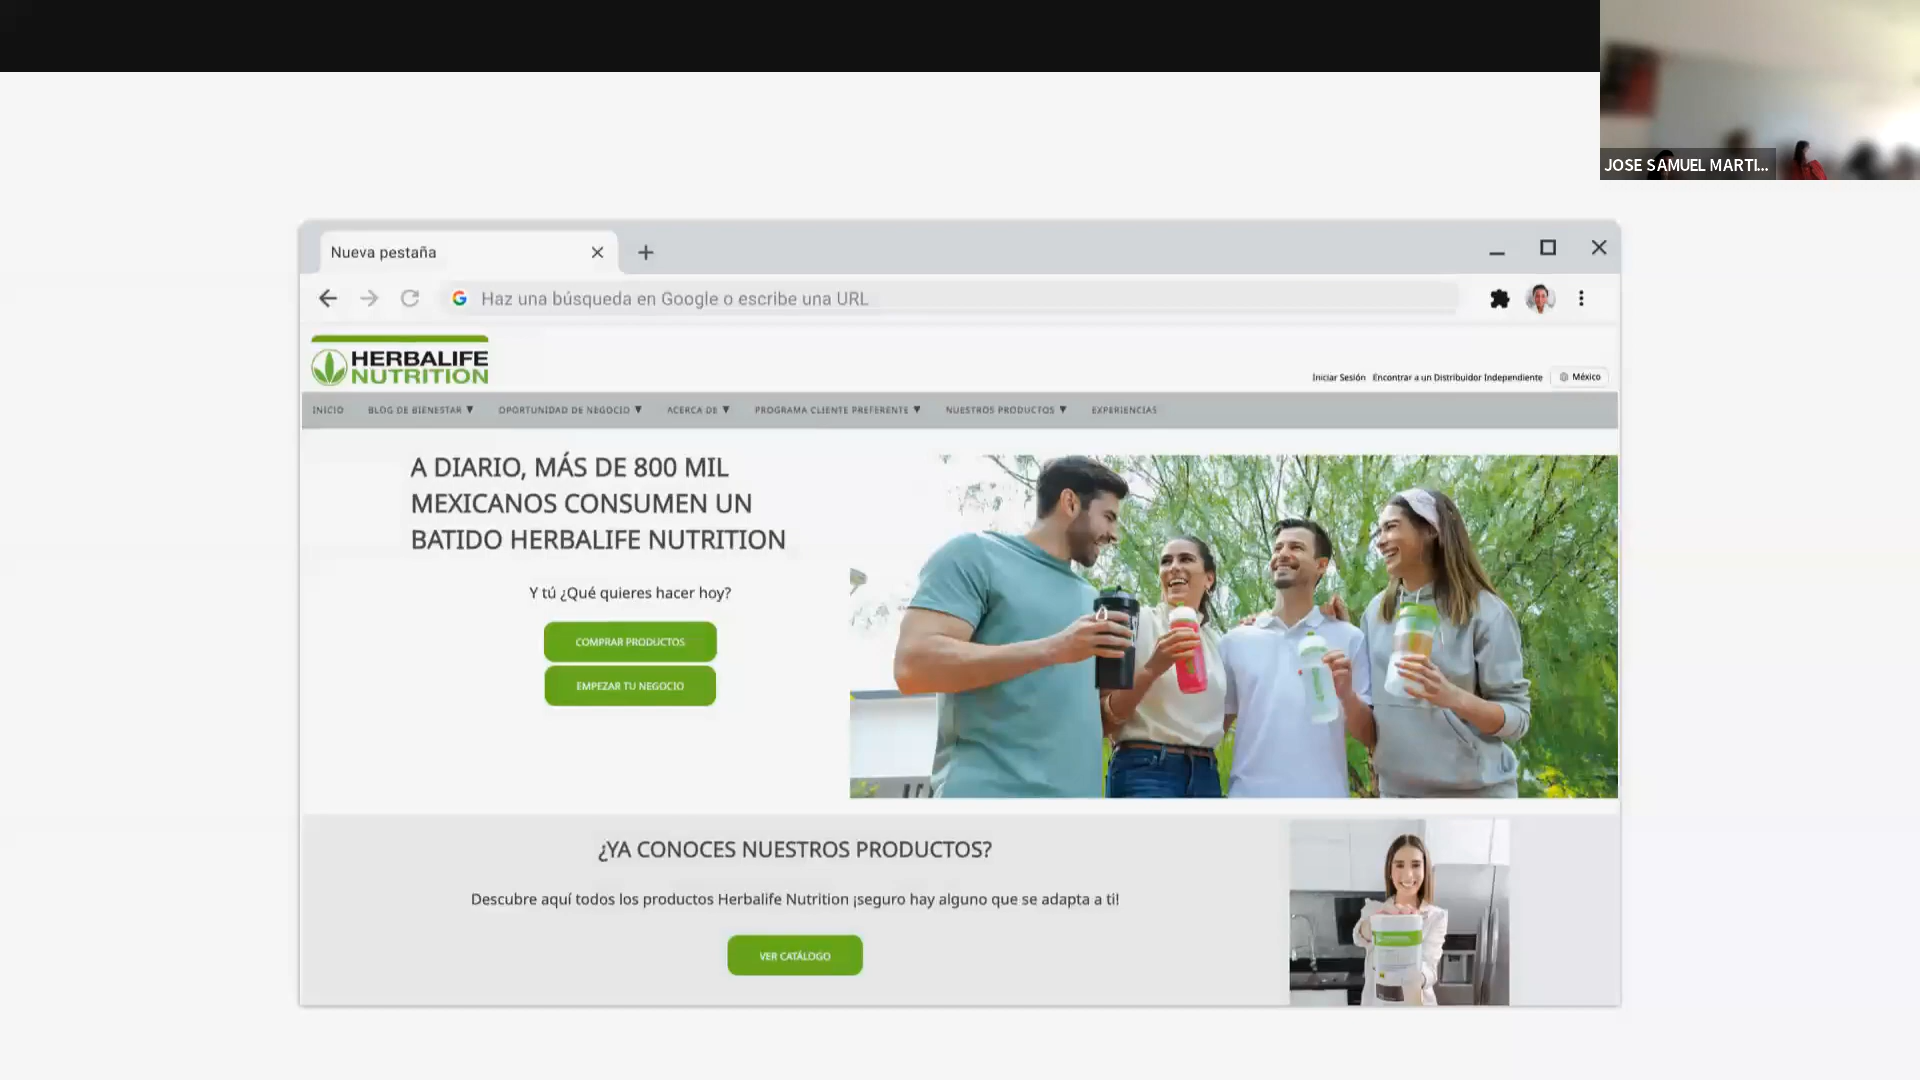 JOSE SAMUEL MARTI...
Nueva pestaña
Haz una búsqueda en Google o escribe una URL
HERBALIFE
NUTRITION
Iniciar Sesión Encontrar a un Distribuidor Independiente México
INICIO BLOG DE BIENESTAR ▼ OPORTUNIDAD DE NEGOCIO ▼ ACERCA DE ▼ PROGRAMA CLIENTE PREFERENTE ▼ NUESTROS PRODUCTOS ▼ EXPERIENCIAS
A DIARIO, MÁS DE 800 MIL
MEXICANOS CONSUMEN UN
BATIDO HERBALIFE NUTRITION
Y tú ¿Qué quieres hacer hoy?
COMPRAR PRODUCTOS
EMPEZAR TU NEGOCIO
¿YA CONOCES NUESTROS PRODUCTOS?
Descubre aquí todos los productos Herbalife Nutrition ¡seguro hay alguno que se adapta a ti!
VER CATÁLOGO